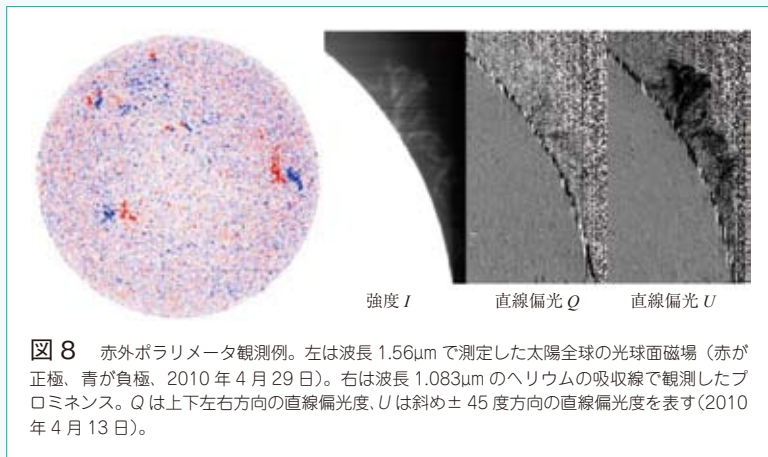 強度 I
直線偏光 Q
直線偏光 U
図8 赤外ポラリメータ観測例。左は波長 1.56μm で測定した太陽全球の光球面磁場（赤が
正極、青が負極、2010 年 4 月 29 日）。右は波長 1.083μm のヘリウムの吸収線で観測したプ
ロミネンス。Q は上下左右方向の直線偏光度、U は斜め± 45 度方向の直線偏光度を表す（2010
年 4 月 13 日）。